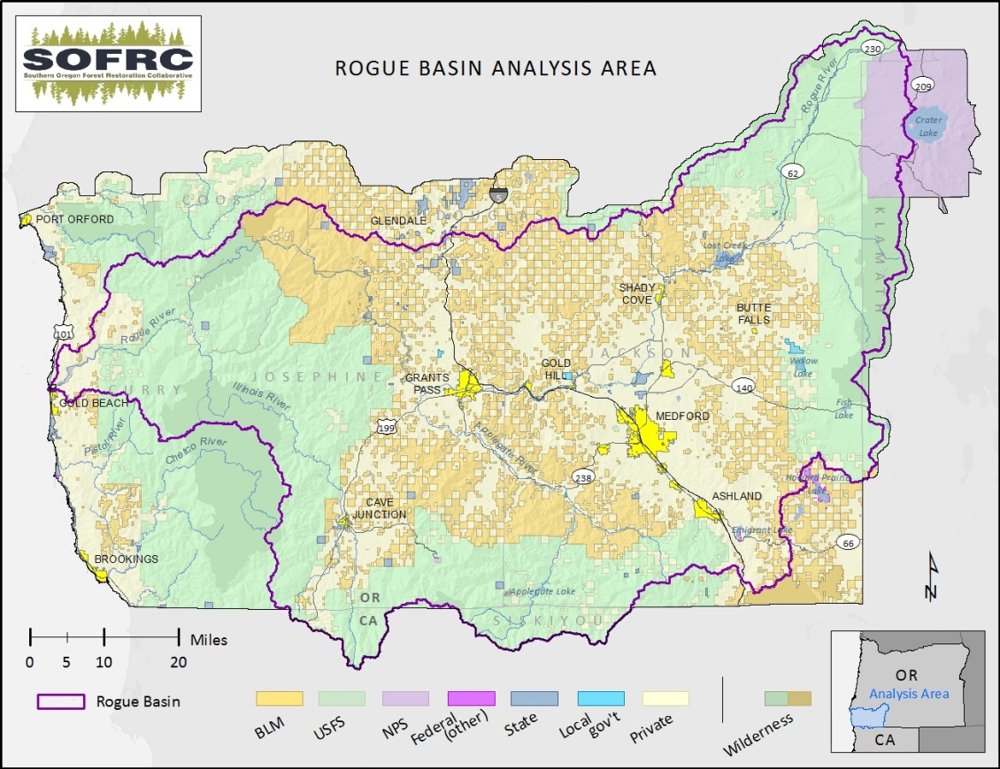 SOFRC
Southern Oregon Forest Restoration Collaborative
ROGUE BASIN ANALYSIS AREA
230
209
Rogue River
Crater
Lake
62
COOS
5
PORT ORFORD
GLENDALE
DOUGLAS
KLAMATH
Lost Creek
Lake
SHADY
COVE
BUTTE
FALLS
101
Rogue River
JACKSON
Willow
Lake
GOLD
HILL
JOSEPHINE
GRANTS
PASS
CURRY
140
Illinois River
GOLD BEACH
Fish
Lake
MEDFORD
199
Pistol River
Chetco River
Applegate River
238
Howard Prairie
Lake
ASHLAND
CAVE
JUNCTION
Emigrant Lake
66
BROOKINGS
Applegate Lake
OR
CA
SISKIYOU
N
Miles
0 5 10 20
Rogue Basin
BLM
USFS
NPS
Federal
(other)
State
Local
gov't
Private
Wilderness
OR
Analysis Area
CA